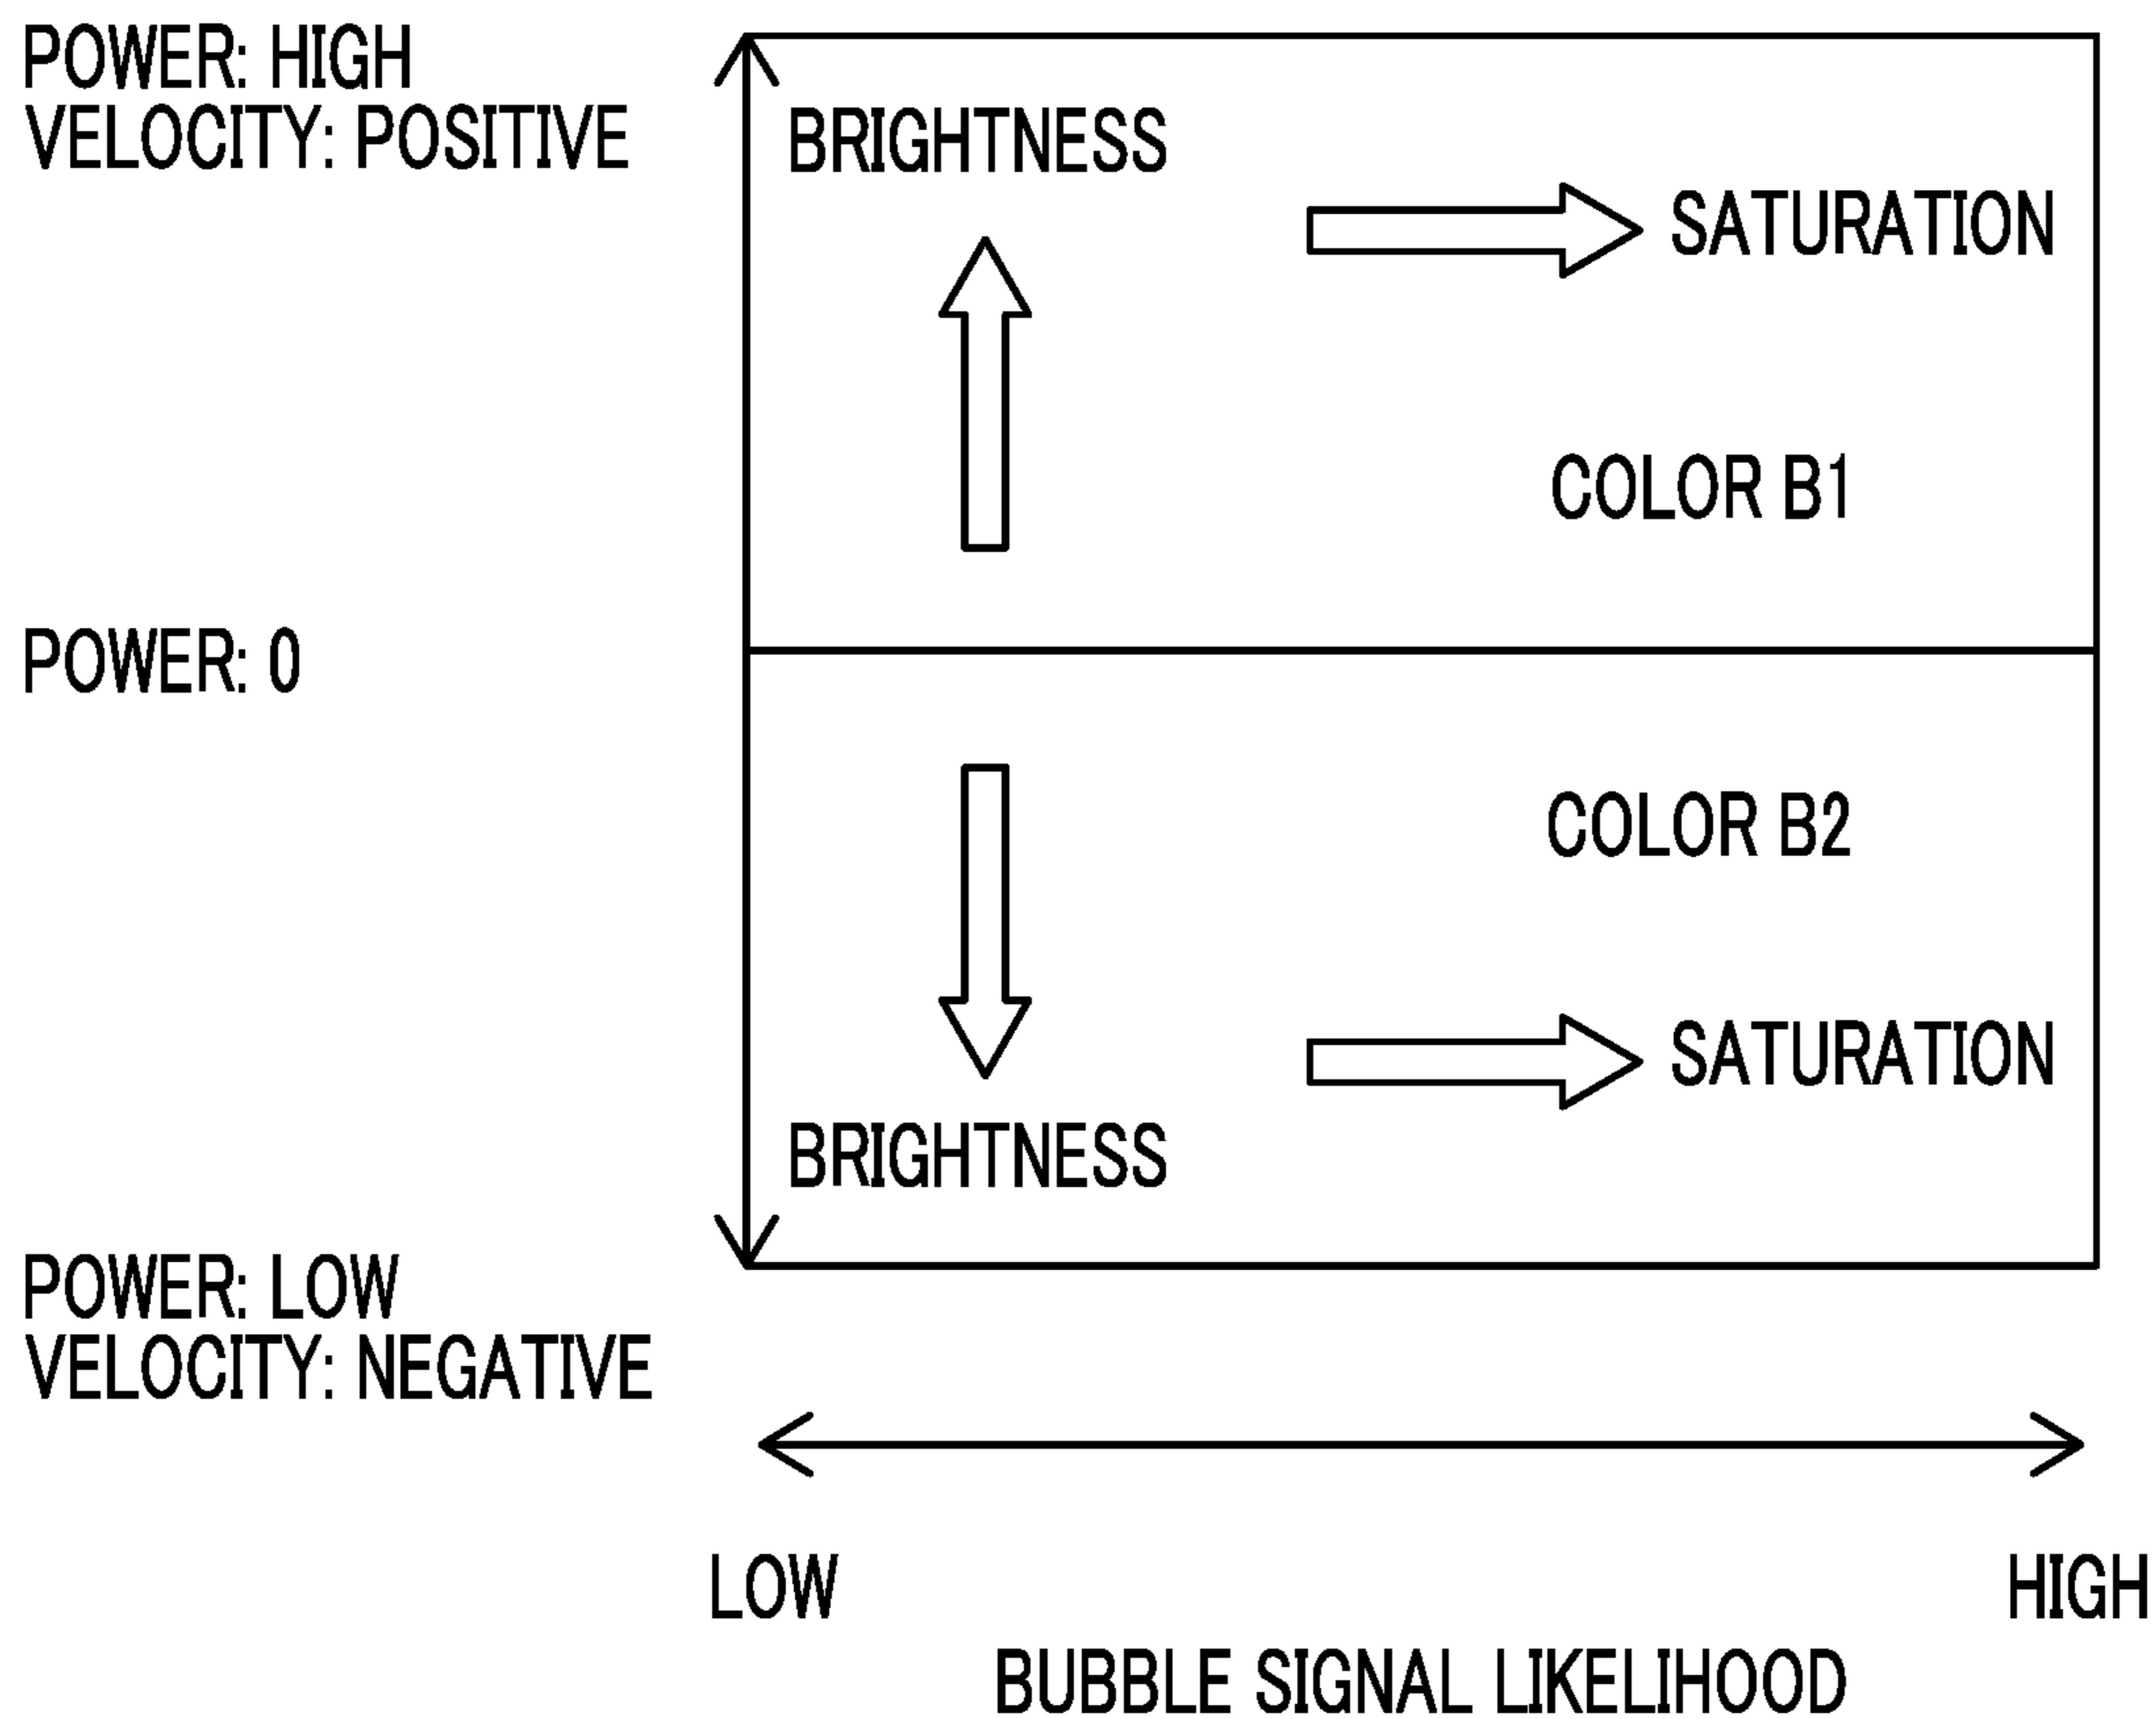 POWER: HIGH
VELOCITY: POSITIVE
BRIGHTNESS
SATURATION
COLOR B1
POWER: 0
COLOR B2
SATURATION
BRIGHTNESS
POWER: LOW
VELOCITY: NEGATIVE
LOW
HIGH
BUBBLE SIGNAL LIKELIHOOD